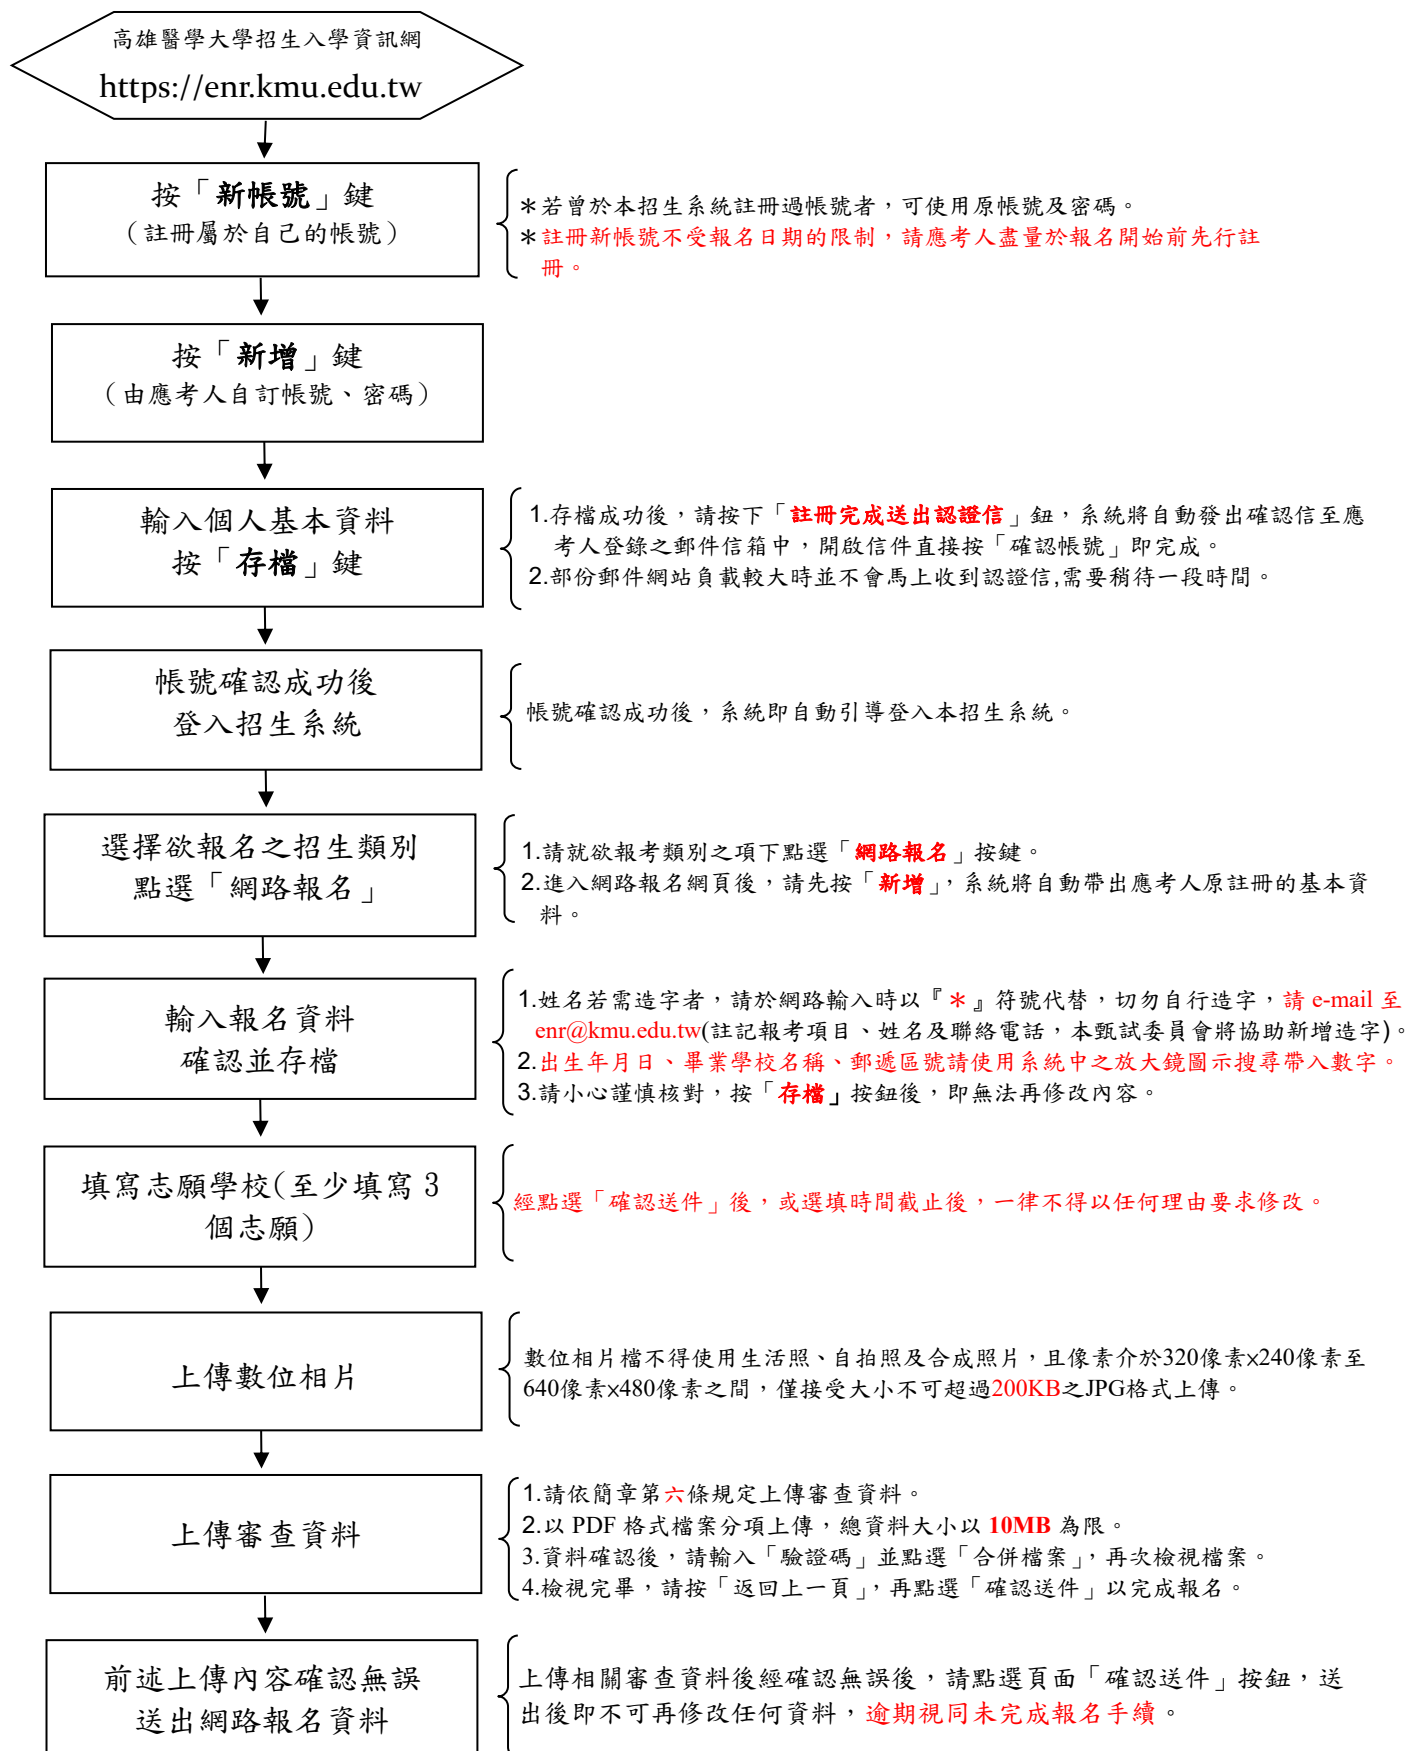 高雄醫學大學招生入學資訊網
https://enr.kmu.edu.tw
按「新帳號」鍵
（註冊屬於自己的帳號）
＊若曾於本招生系統註冊過帳號者，可使用原帳號及密碼。
＊註冊新帳號不受報名日期的限制，請應考人盡量於報名開始前先行註
冊。
按「新增」鍵
（由應考人自訂帳號、密碼）
輸入個人基本資料
按「存檔」鍵
1.存檔成功後，請按下「註冊完成送出認證信」鈕，系統將自動發出確認信至應
考人登錄之郵件信箱中，開啟信件直接按「確認帳號」即完成。
2.部份郵件網站負載較大時並不會馬上收到認證信,需要稍待一段時間。
帳號確認成功後
登入招生系統
帳號確認成功後，系統即自動引導登入本招生系統。
選擇欲報名之招生類別
點選「網路報名」
1.請就欲報考類別之項下點選「網路報名」按鍵。
2.進入網路報名網頁後，請先按「新增」，系統將自動帶出應考人原註冊的基本資
料。
輸入報名資料
確認並存檔
1.姓名若需造字者，請於網路輸入時以『＊』符號代替，切勿自行造字，請 e-mail 至
enr@kmu.edu.tw(註記報考項目、姓名及聯絡電話，本甄試委員會將協助新增造字)。
2.出生年月日、畢業學校名稱、郵遞區號請使用系統中之放大鏡圖示搜尋帶入數字。
3.請小心謹慎核對，按「存檔」按鈕後，即無法再修改內容。
填寫志願學校(至少填寫 3
個志願)
經點選「確認送件」後，或選填時間截止後，一律不得以任何理由要求修改。
上傳數位相片
數位相片檔不得使用生活照、自拍照及合成照片，且像素介於320像素×240像素至
640像素×480像素之間，僅接受大小不可超過200KB之JPG格式上傳。
上傳審查資料
1.請依簡章第六條規定上傳審查資料。
2.以 PDF 格式檔案分項上傳，總資料大小以 10MB 為限。
3.資料確認後，請輸入「驗證碼」並點選「合併檔案」，再次檢視檔案。
4.檢視完畢，請按「返回上一頁」，再點選「確認送件」以完成報名。
前述上傳內容確認無誤
送出網路報名資料
上傳相關審查資料後經確認無誤後，請點選頁面「確認送件」按鈕，送
出後即不可再修改任何資料，逾期視同未完成報名手續。